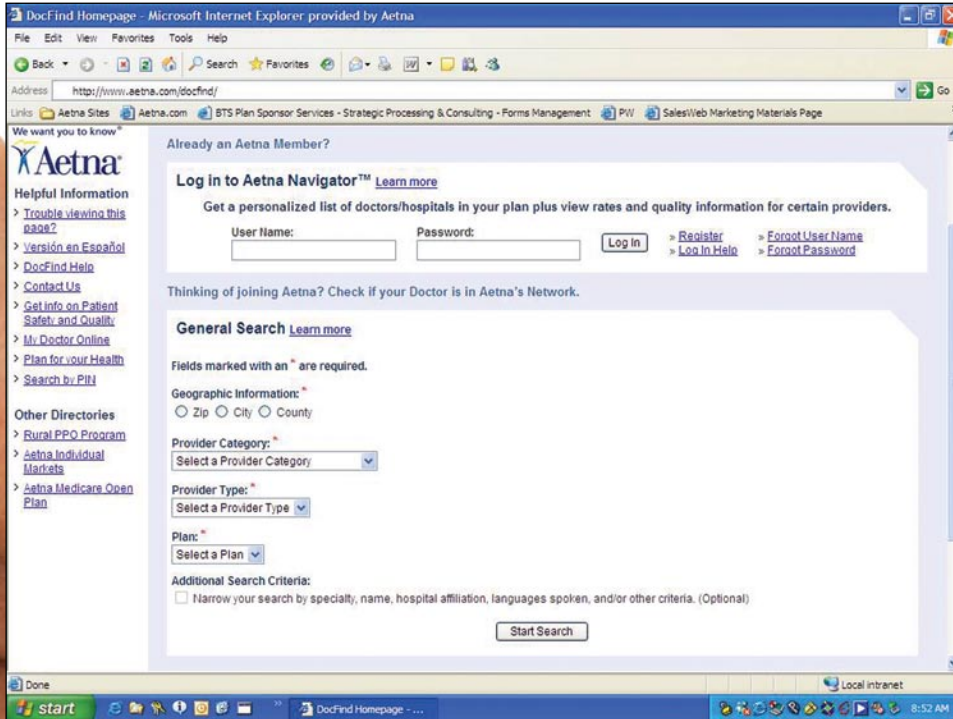 DocFind Homepage - Microsoft Internet Explorer provided by Aetna
File Edit View Favorites Tools Help
Back Search Favorites
Address http://www.aetna.com/docfind/ Go
Links Aetna Sites Aetna.com BTS Plan Sponsor Services - Strategic Processing & Consulting - Forms Management PW SalesWeb Marketing Materials Page
We want you to know®
Aetna®
Helpful Information
> Trouble viewing this
page?
> Versión en Español
> DocFind Help
> Contact Us
> Get info on Patient
Safety and Quality
> My Doctor Online
> Plan for your Health
> Search by PIN
Other Directories
> Rural PPO Program
> Aetna Individual
Markets
> Aetna Medicare Open
Plan
Already an Aetna Member?
Log in to Aetna Navigator™ Learn more
Get a personalized list of doctors/hospitals in your plan plus view rates and quality information for certain providers.
User Name: Password:
Log In » Register » Forgot User Name
» Log In Help » Forgot Password
Thinking of joining Aetna? Check if your Doctor is in Aetna's Network.
General Search Learn more
Fields marked with an * are required.
Geographic Information: *
Zip City County
Provider Category: *
Select a Provider Category
Provider Type: *
Select a Provider Type
Plan: *
Select a Plan
Additional Search Criteria:
Narrow your search by specialty, name, hospital affiliation, languages spoken, and/or other criteria. (Optional)
Start Search
Done Local intranet
start DocFind Homepage - ... 8:52 AM